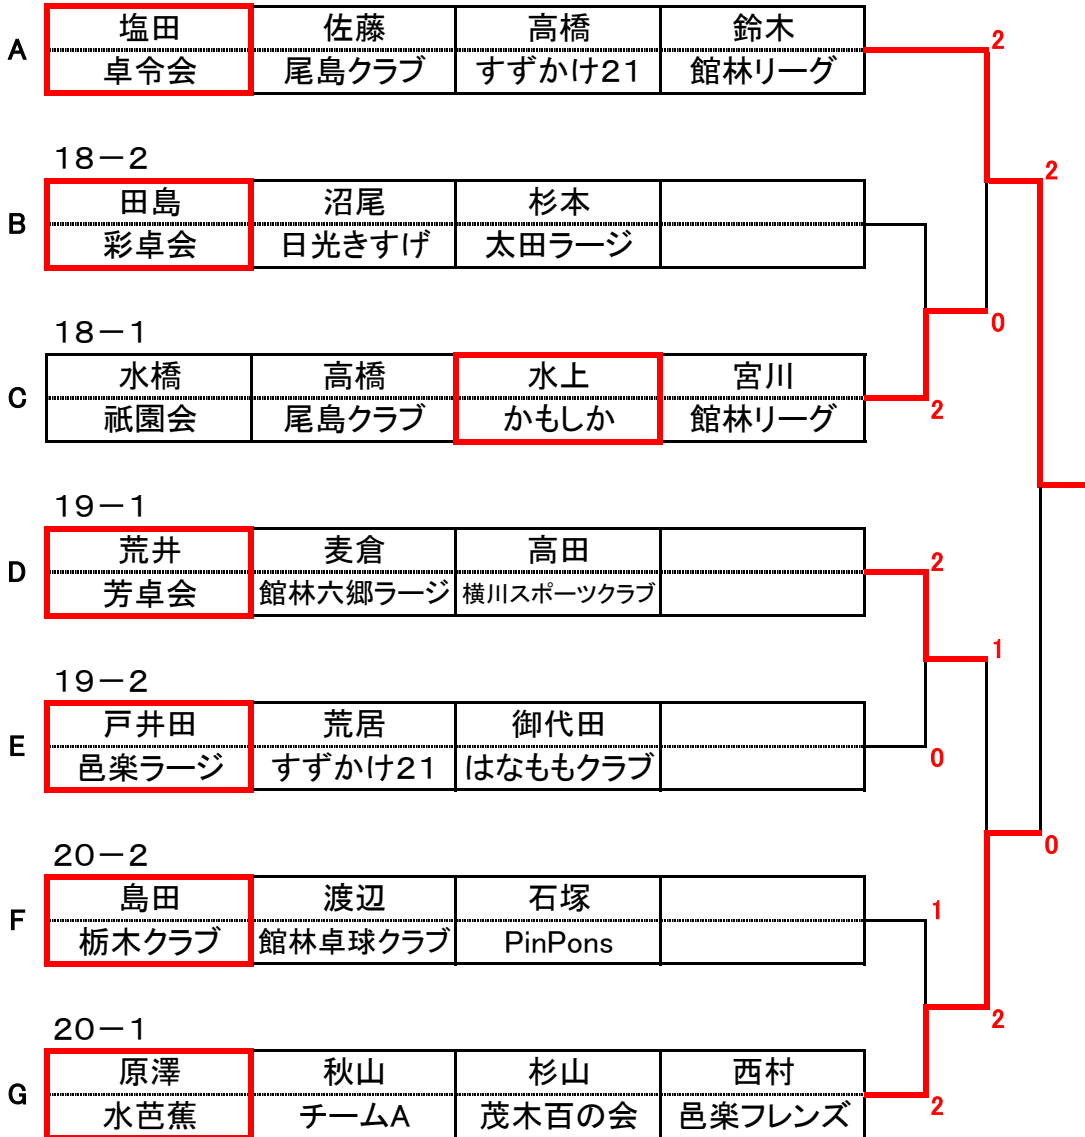 A
塩田 佐藤 高橋 鈴木
卓令会 尾島クラブ すずかけ21 館林リーグ
2
18-2
2
B
田島 沼尾 杉本
彩卓会 日光きすげ 太田ラージ
18-1
0
C
水橋 高橋 水上 宮川
祇園会 尾島クラブ かもしか 館林リーグ
2
19-1
D
荒井 麦倉 高田
芳卓会 館林六郷ラージ 横川スポーツクラブ
2
19-2
1
E
戸井田 荒居 御代田
邑楽ラージ すずかけ21 はなももクラブ
0
20-2
0
F
島田 渡辺 石塚
栃木クラブ 館林卓球クラブ PinPons
1
20-1
2
G
原澤 秋山 杉山 西村
水芭蕉 チームA 茂木百の会 邑楽フレンズ
2